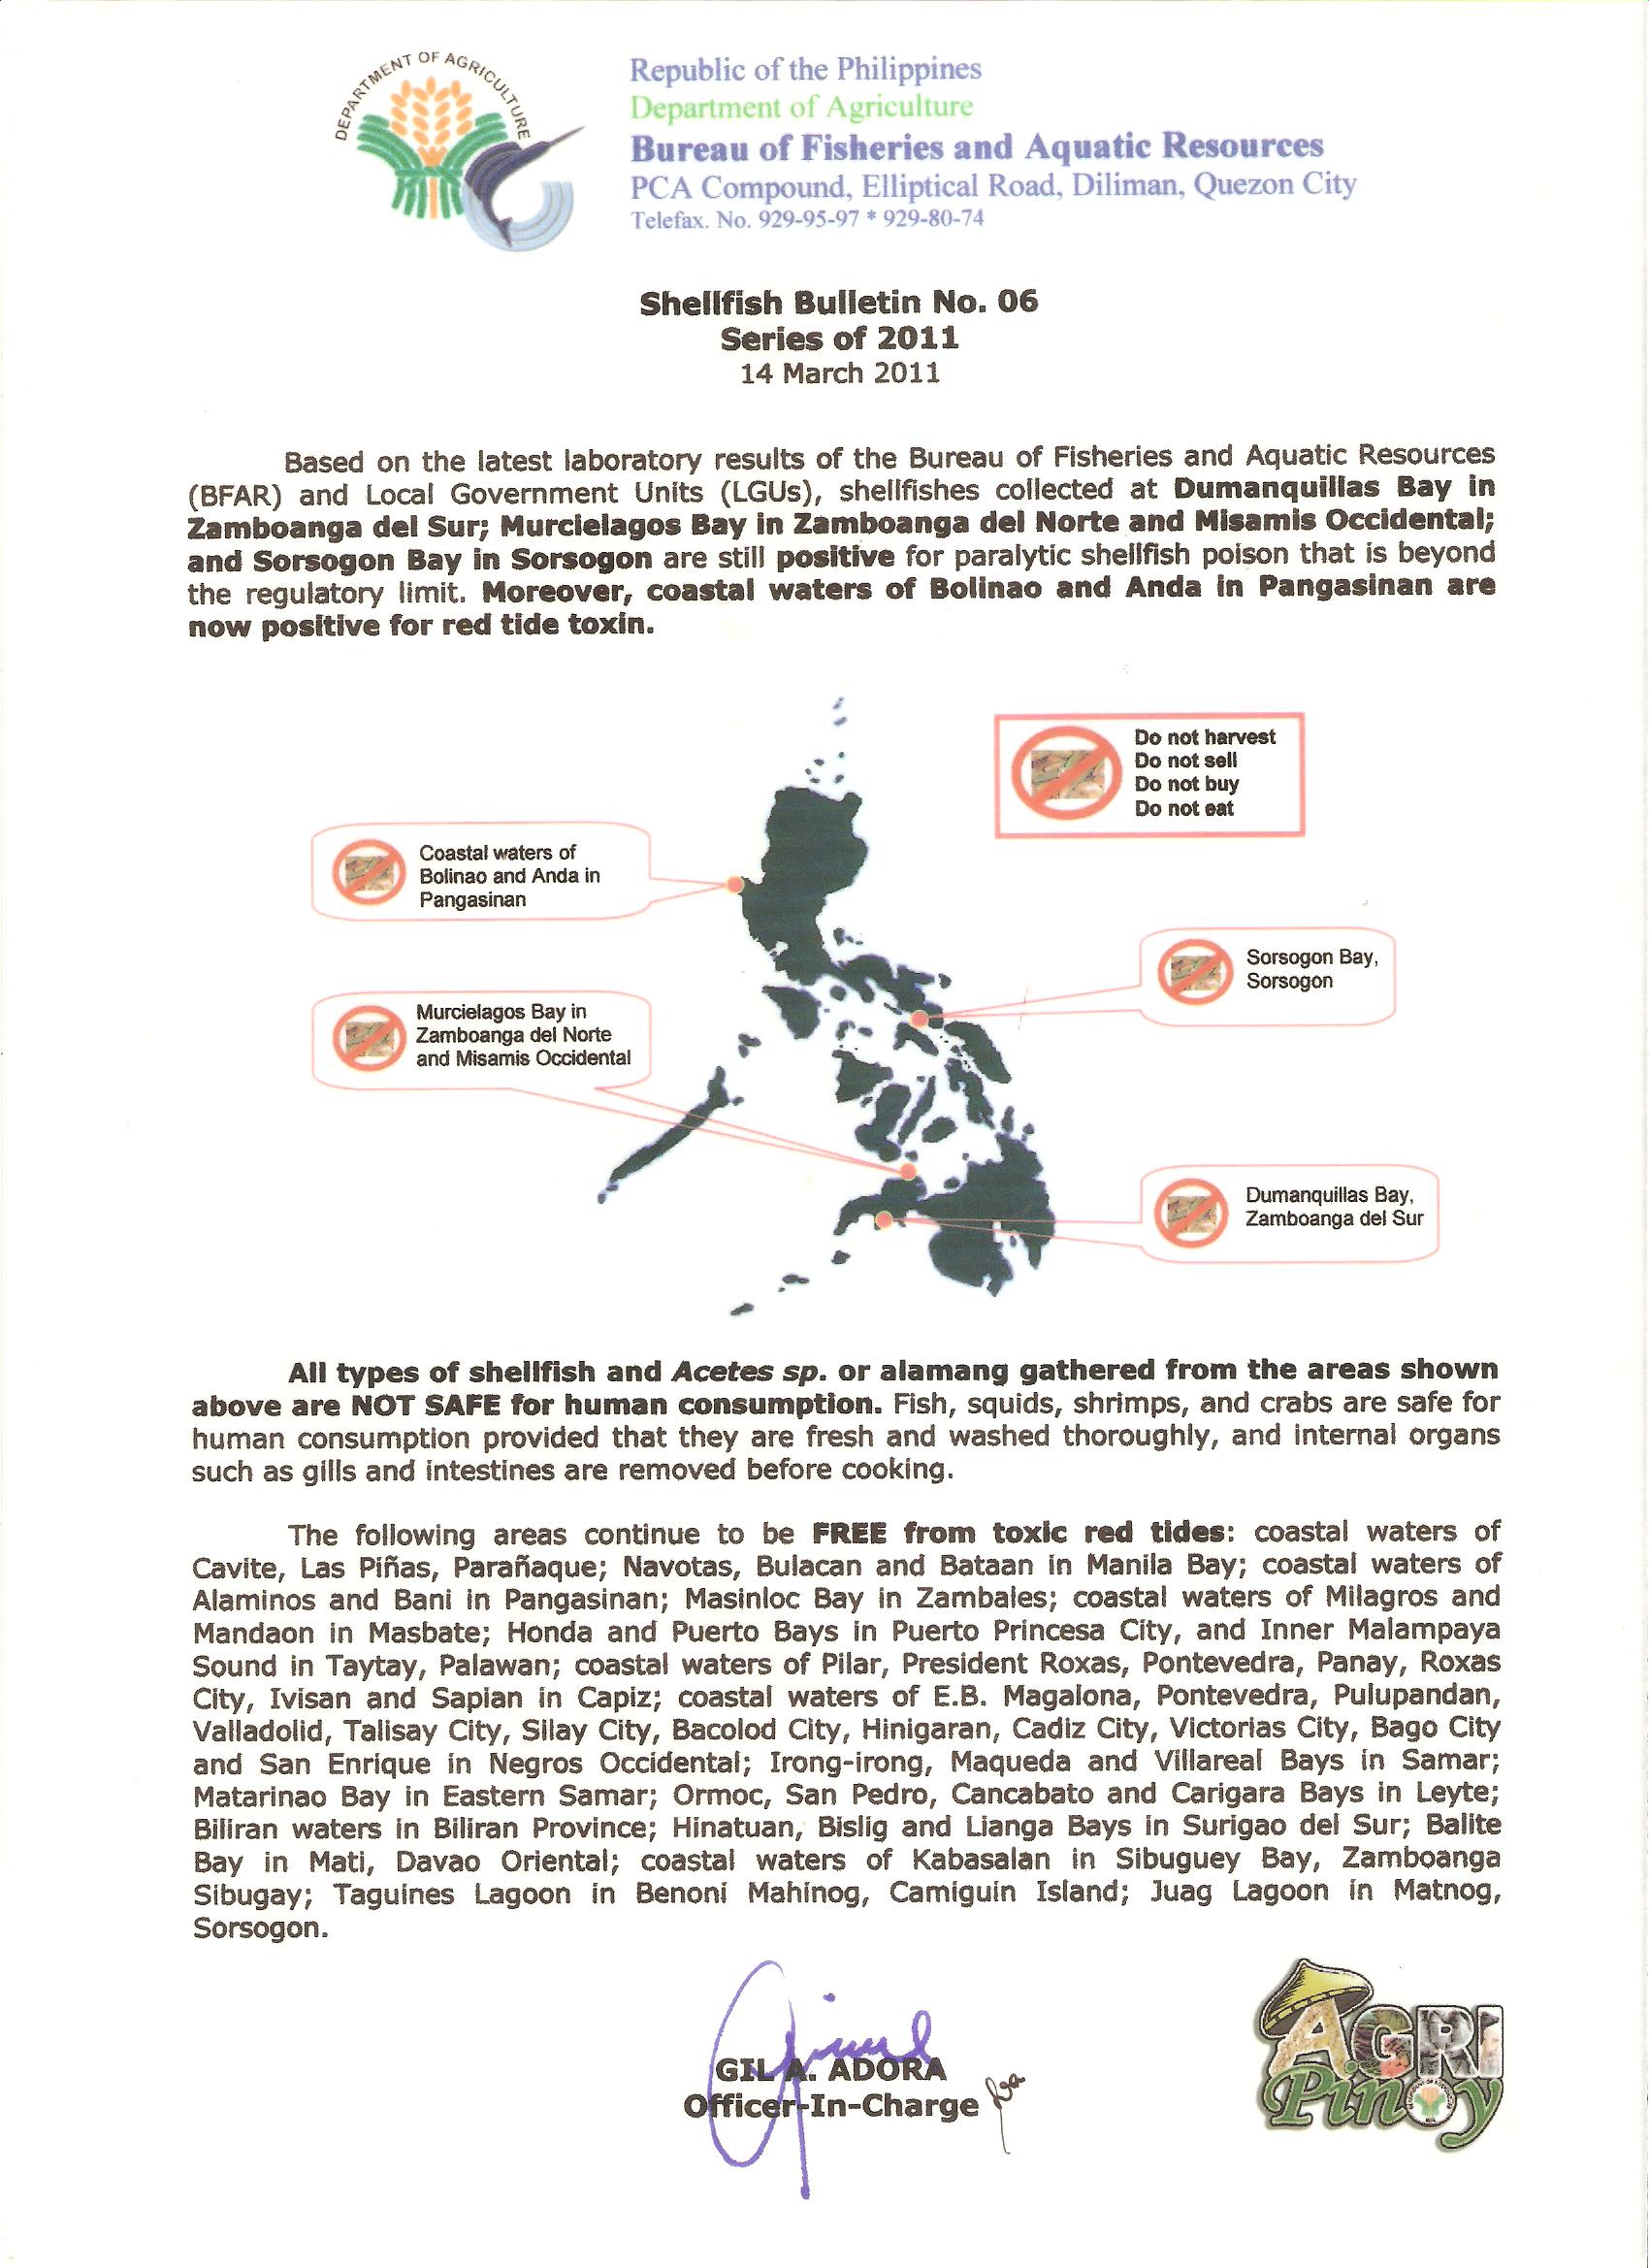 DEPARTMENT OF AGRICULTURE
Republic of the Philippines
Department of Agriculture
Bureau of Fisheries and Aquatic Resources
PCA Compound, Elliptical Road, Diliman, Quezon City
Telefax. No. 929-95-97 * 929-80-74
Shellfish Bulletin No. 06
Series of 2011
14 March 2011
Based on the latest laboratory results of the Bureau of Fisheries and Aquatic Resources
(BFAR) and Local Government Units (LGUs), shellfishes collected at Dumanquillas Bay in
Zamboanga del Sur; Murcielagos Bay in Zamboanga del Norte and Misamis Occidental;
and Sorsogon Bay in Sorsogon are still positive for paralytic shellfish poison that is beyond
the regulatory limit. Moreover, coastal waters of Bolinao and Anda in Pangasinan are
now positive for red tide toxin.
Do not harvest
Do not sell
Do not buy
Do not eat
Coastal waters of
Bolinao and Anda in
Pangasinan
Sorsogon Bay,
Sorsogon
Murcielagos Bay in
Zamboanga del Norte
and Misamis Occidental
Dumanquillas Bay,
Zamboanga del Sur
All types of shellfish and Acetes sp. or alamang gathered from the areas shown
above are NOT SAFE for human consumption. Fish, squids, shrimps, and crabs are safe for
human consumption provided that they are fresh and washed thoroughly, and internal organs
such as gills and intestines are removed before cooking.
The following areas continue to be FREE from toxic red tides: coastal waters of
Cavite, Las Piñas, Parañaque; Navotas, Bulacan and Bataan in Manila Bay; coastal waters of
Alaminos and Bani in Pangasinan; Masinloc Bay in Zambales; coastal waters of Milagros and
Mandaon in Masbate; Honda and Puerto Bays in Puerto Princesa City, and Inner Malampaya
Sound in Taytay, Palawan; coastal waters of Pilar, President Roxas, Pontevedra, Panay, Roxas
City, Ivisan and Sapian in Capiz; coastal waters of E.B. Magalona, Pontevedra, Pulupandan,
Valladolid, Talisay City, Silay City, Bacolod City, Hinigaran, Cadiz City, Victorias City, Bago City
and San Enrique in Negros Occidental; Irong-irong, Maqueda and Villareal Bays in Samar;
Matarinao Bay in Eastern Samar; Ormoc, San Pedro, Cancabato and Carigara Bays in Leyte;
Biliran waters in Biliran Province; Hinatuan, Bislig and Lianga Bays in Surigao del Sur; Balite
Bay in Mati, Davao Oriental; coastal waters of Kabasalan in Sibuguey Bay, Zamboanga
Sibugay; Taguines Lagoon in Benoni Mahinog, Camiguin Island; Juag Lagoon in Matnog,
Sorsogon.
GIL A. ADORA
Officer-In-Charge
AGRI
Pinoy